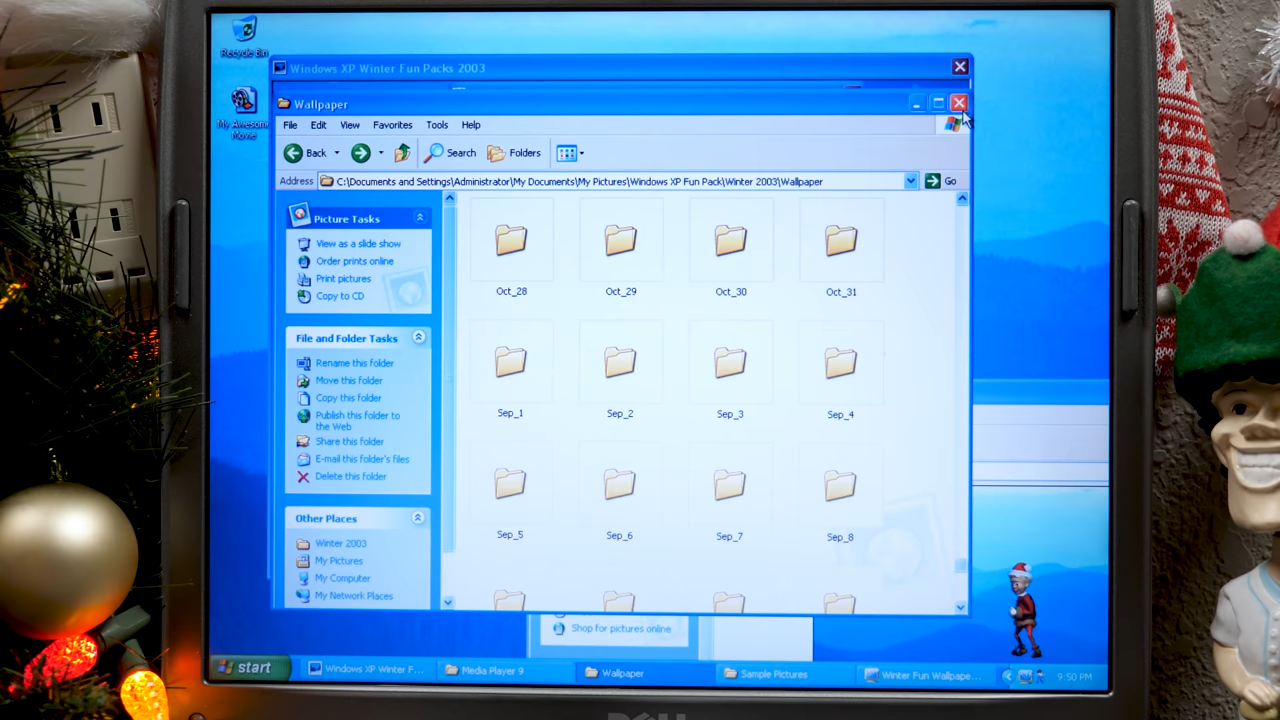 Recycle Bin
My Awesom
Movie
Windows XP Winter Fun Packs 2003
Wallpaper
File Edit View Favorites Tools Help
Back Search Folders
Address C:\Documents and Settings\Administrator\My Documents\My Pictures\Windows XP Fun Pack\Winter 2003\Wallpaper Go
Picture Tasks
View as a slide show
Order prints online
Print pictures
Copy to CD
File and Folder Tasks
Rename this folder
Move this folder
Copy this folder
Publish this folder to
the Web
Share this folder
E-mail this folder's files
Delete this folder
Other Places
Winter 2003
My Pictures
My Computer
My Network Places
Oct_28 Oct_29 Oct_30 Oct_31
Sep_1 Sep_2 Sep_3 Sep_4
Sep_5 Sep_6 Sep_7 Sep_8
Shop for pictures online
start Windows XP Winter F... Media Player 9 Wallpaper Sample Pictures Winter Fun Wallpape... 9:50 PM
DELL